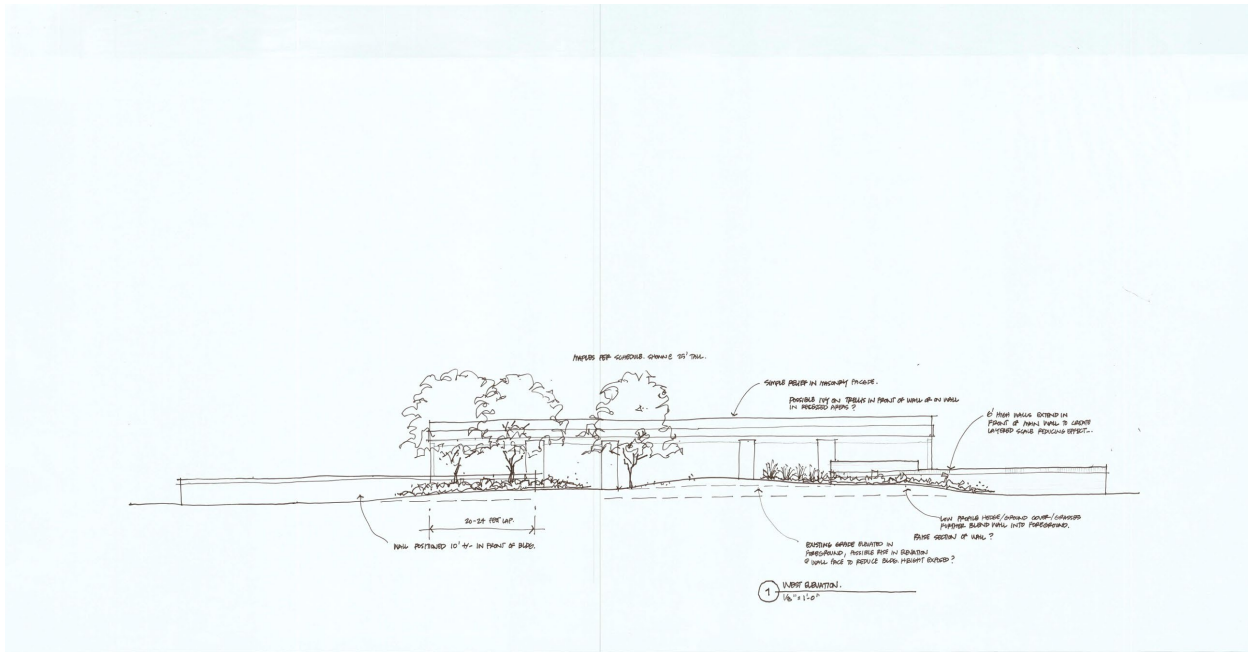 MAPLES PER SCHEDULE. SHOWN @ 25' TALL.
SIMPLE RELIEF IN MASONRY FACADE.
POSSIBLE IVY ON TRELLIS IN FRONT OF WALL OR ON WALL
IN RECESSED AREAS?
6' HIGH WALLS EXTEND IN
FRONT OF MAIN WALL TO CREATE
LAYERED SCALE REDUCING EFFECT...
20-24 FEET LAP.
WALL POSITIONED 10' +/- IN FRONT OF BLDG.
LOW PROFILE HEDGE/GROUND COVER/GRASSES
FURTHER BLEND WALL INTO FOREGROUND.
RAISE SECTION OF WALL?
EXISTING GRADE ELEVATED IN
FOREGROUND, POSSIBLE RISE IN ELEVATION
@ WALL FACE TO REDUCE BLDG. HEIGHT EXPOSED?
1 WEST ELEVATION.
1/8" = 1'-0"